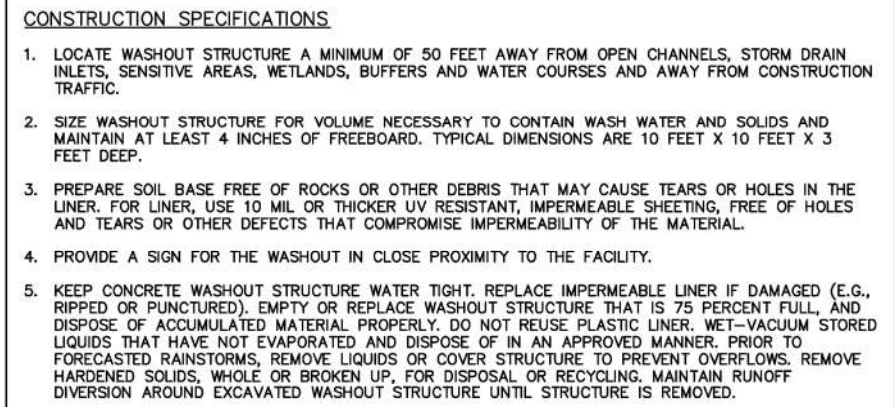 CONSTRUCTION SPECIFICATIONS
1. LOCATE WASHOUT STRUCTURE A MINIMUM OF 50 FEET AWAY FROM OPEN CHANNELS, STORM DRAIN
INLETS, SENSITIVE AREAS, WETLANDS, BUFFERS AND WATER COURSES AND AWAY FROM CONSTRUCTION
TRAFFIC.
2. SIZE WASHOUT STRUCTURE FOR VOLUME NECESSARY TO CONTAIN WASH WATER AND SOLIDS AND
MAINTAIN AT LEAST 4 INCHES OF FREEBOARD. TYPICAL DIMENSIONS ARE 10 FEET X 10 FEET X 3
FEET DEEP.
3. PREPARE SOIL BASE FREE OF ROCKS OR OTHER DEBRIS THAT MAY CAUSE TEARS OR HOLES IN THE
LINER. FOR LINER, USE 10 MIL OR THICKER UV RESISTANT, IMPERMEABLE SHEETING, FREE OF HOLES
AND TEARS OR OTHER DEFECTS THAT COMPROMISE IMPERMEABILITY OF THE MATERIAL.
4. PROVIDE A SIGN FOR THE WASHOUT IN CLOSE PROXIMITY TO THE FACILITY.
5. KEEP CONCRETE WASHOUT STRUCTURE WATER TIGHT. REPLACE IMPERMEABLE LINER IF DAMAGED (E.G.,
RIPPED OR PUNCTURED). EMPTY OR REPLACE WASHOUT STRUCTURE THAT IS 75 PERCENT FULL, AND
DISPOSE OF ACCUMULATED MATERIAL PROPERLY. DO NOT REUSE PLASTIC LINER. WET-VACUUM STORED
LIQUIDS THAT HAVE NOT EVAPORATED AND DISPOSE OF IN AN APPROVED MANNER. PRIOR TO
FORECASTED RAINSTORMS, REMOVE LIQUIDS OR COVER STRUCTURE TO PREVENT OVERFLOWS. REMOVE
HARDENED SOLIDS, WHOLE OR BROKEN UP, FOR DISPOSAL OR RECYCLING. MAINTAIN RUNOFF
DIVERSION AROUND EXCAVATED WASHOUT STRUCTURE UNTIL STRUCTURE IS REMOVED.